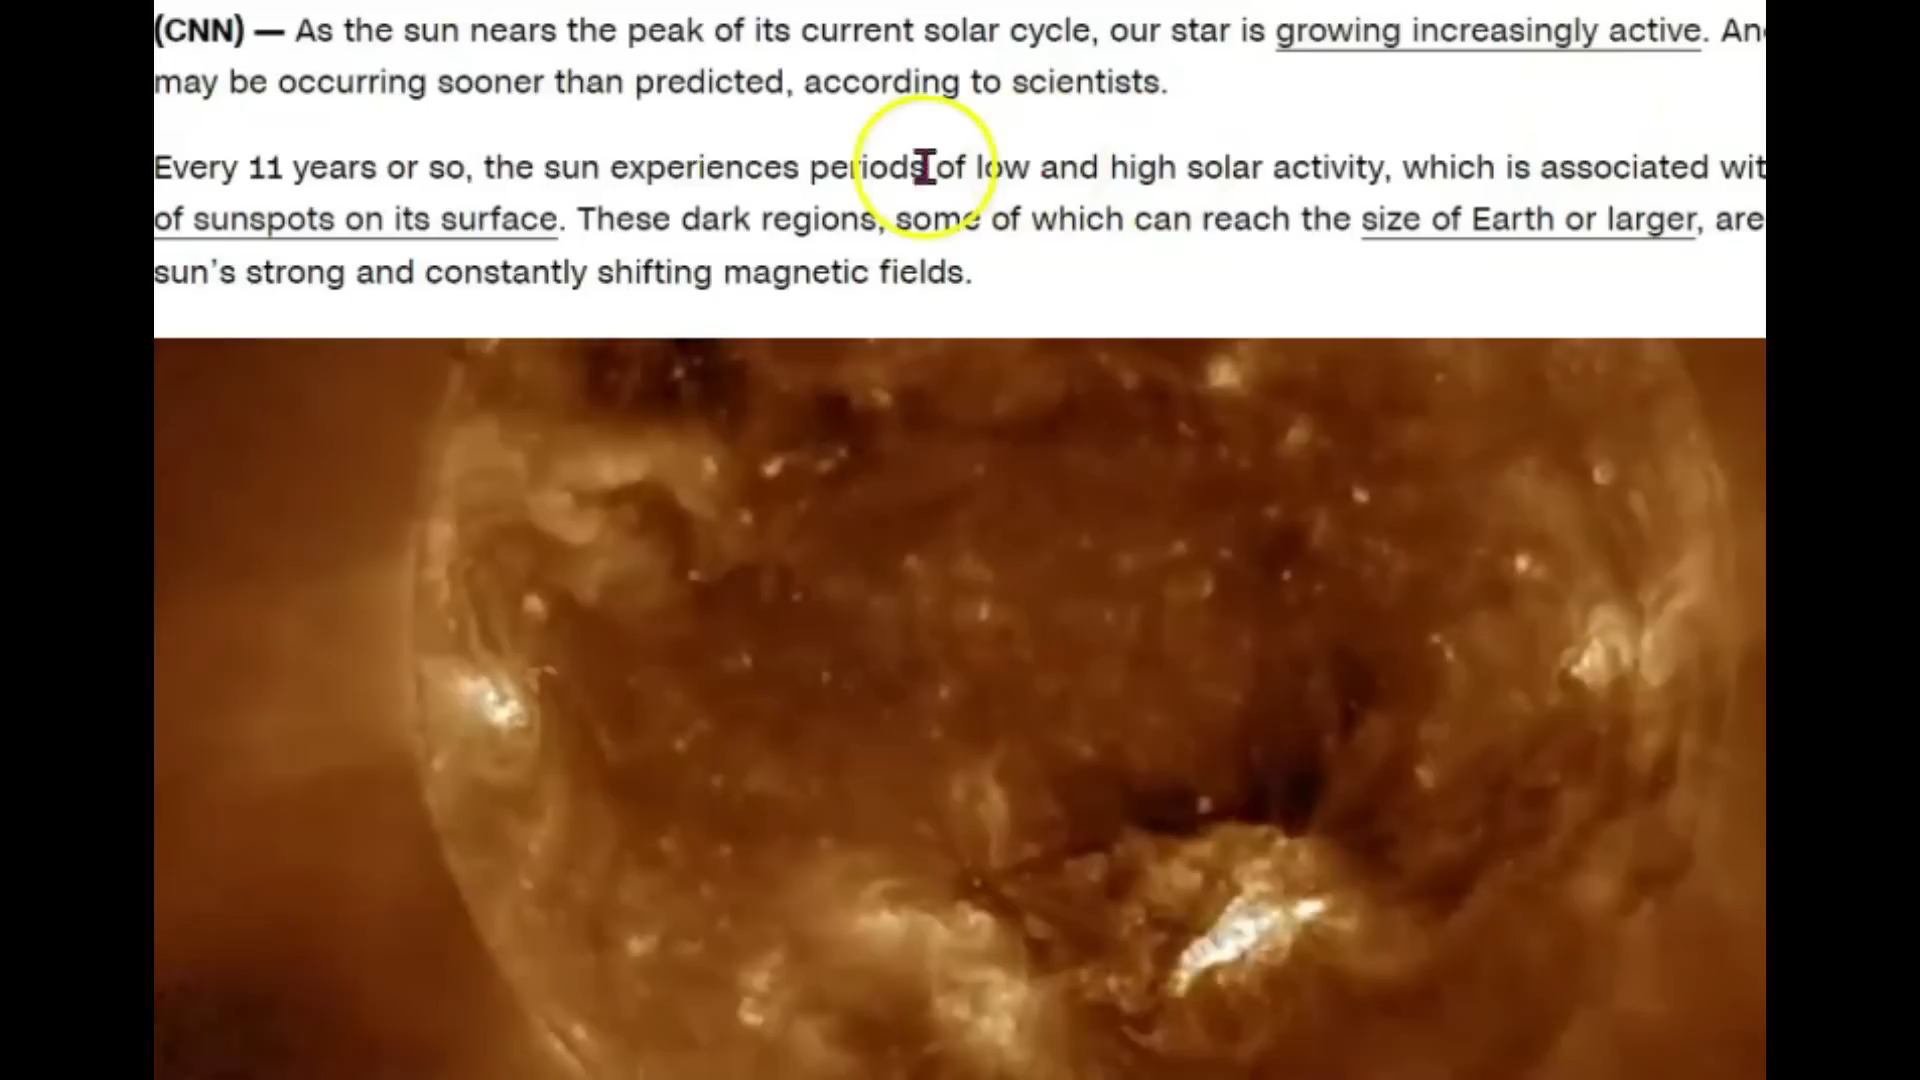 (CNN) — As the sun nears the peak of its current solar cycle, our star is growing increasingly active. An
may be occurring sooner than predicted, according to scientists.
Every 11 years or so, the sun experiences periods of low and high solar activity, which is associated wit
of sunspots on its surface. These dark regions, some of which can reach the size of Earth or larger, are
sun’s strong and constantly shifting magnetic fields.